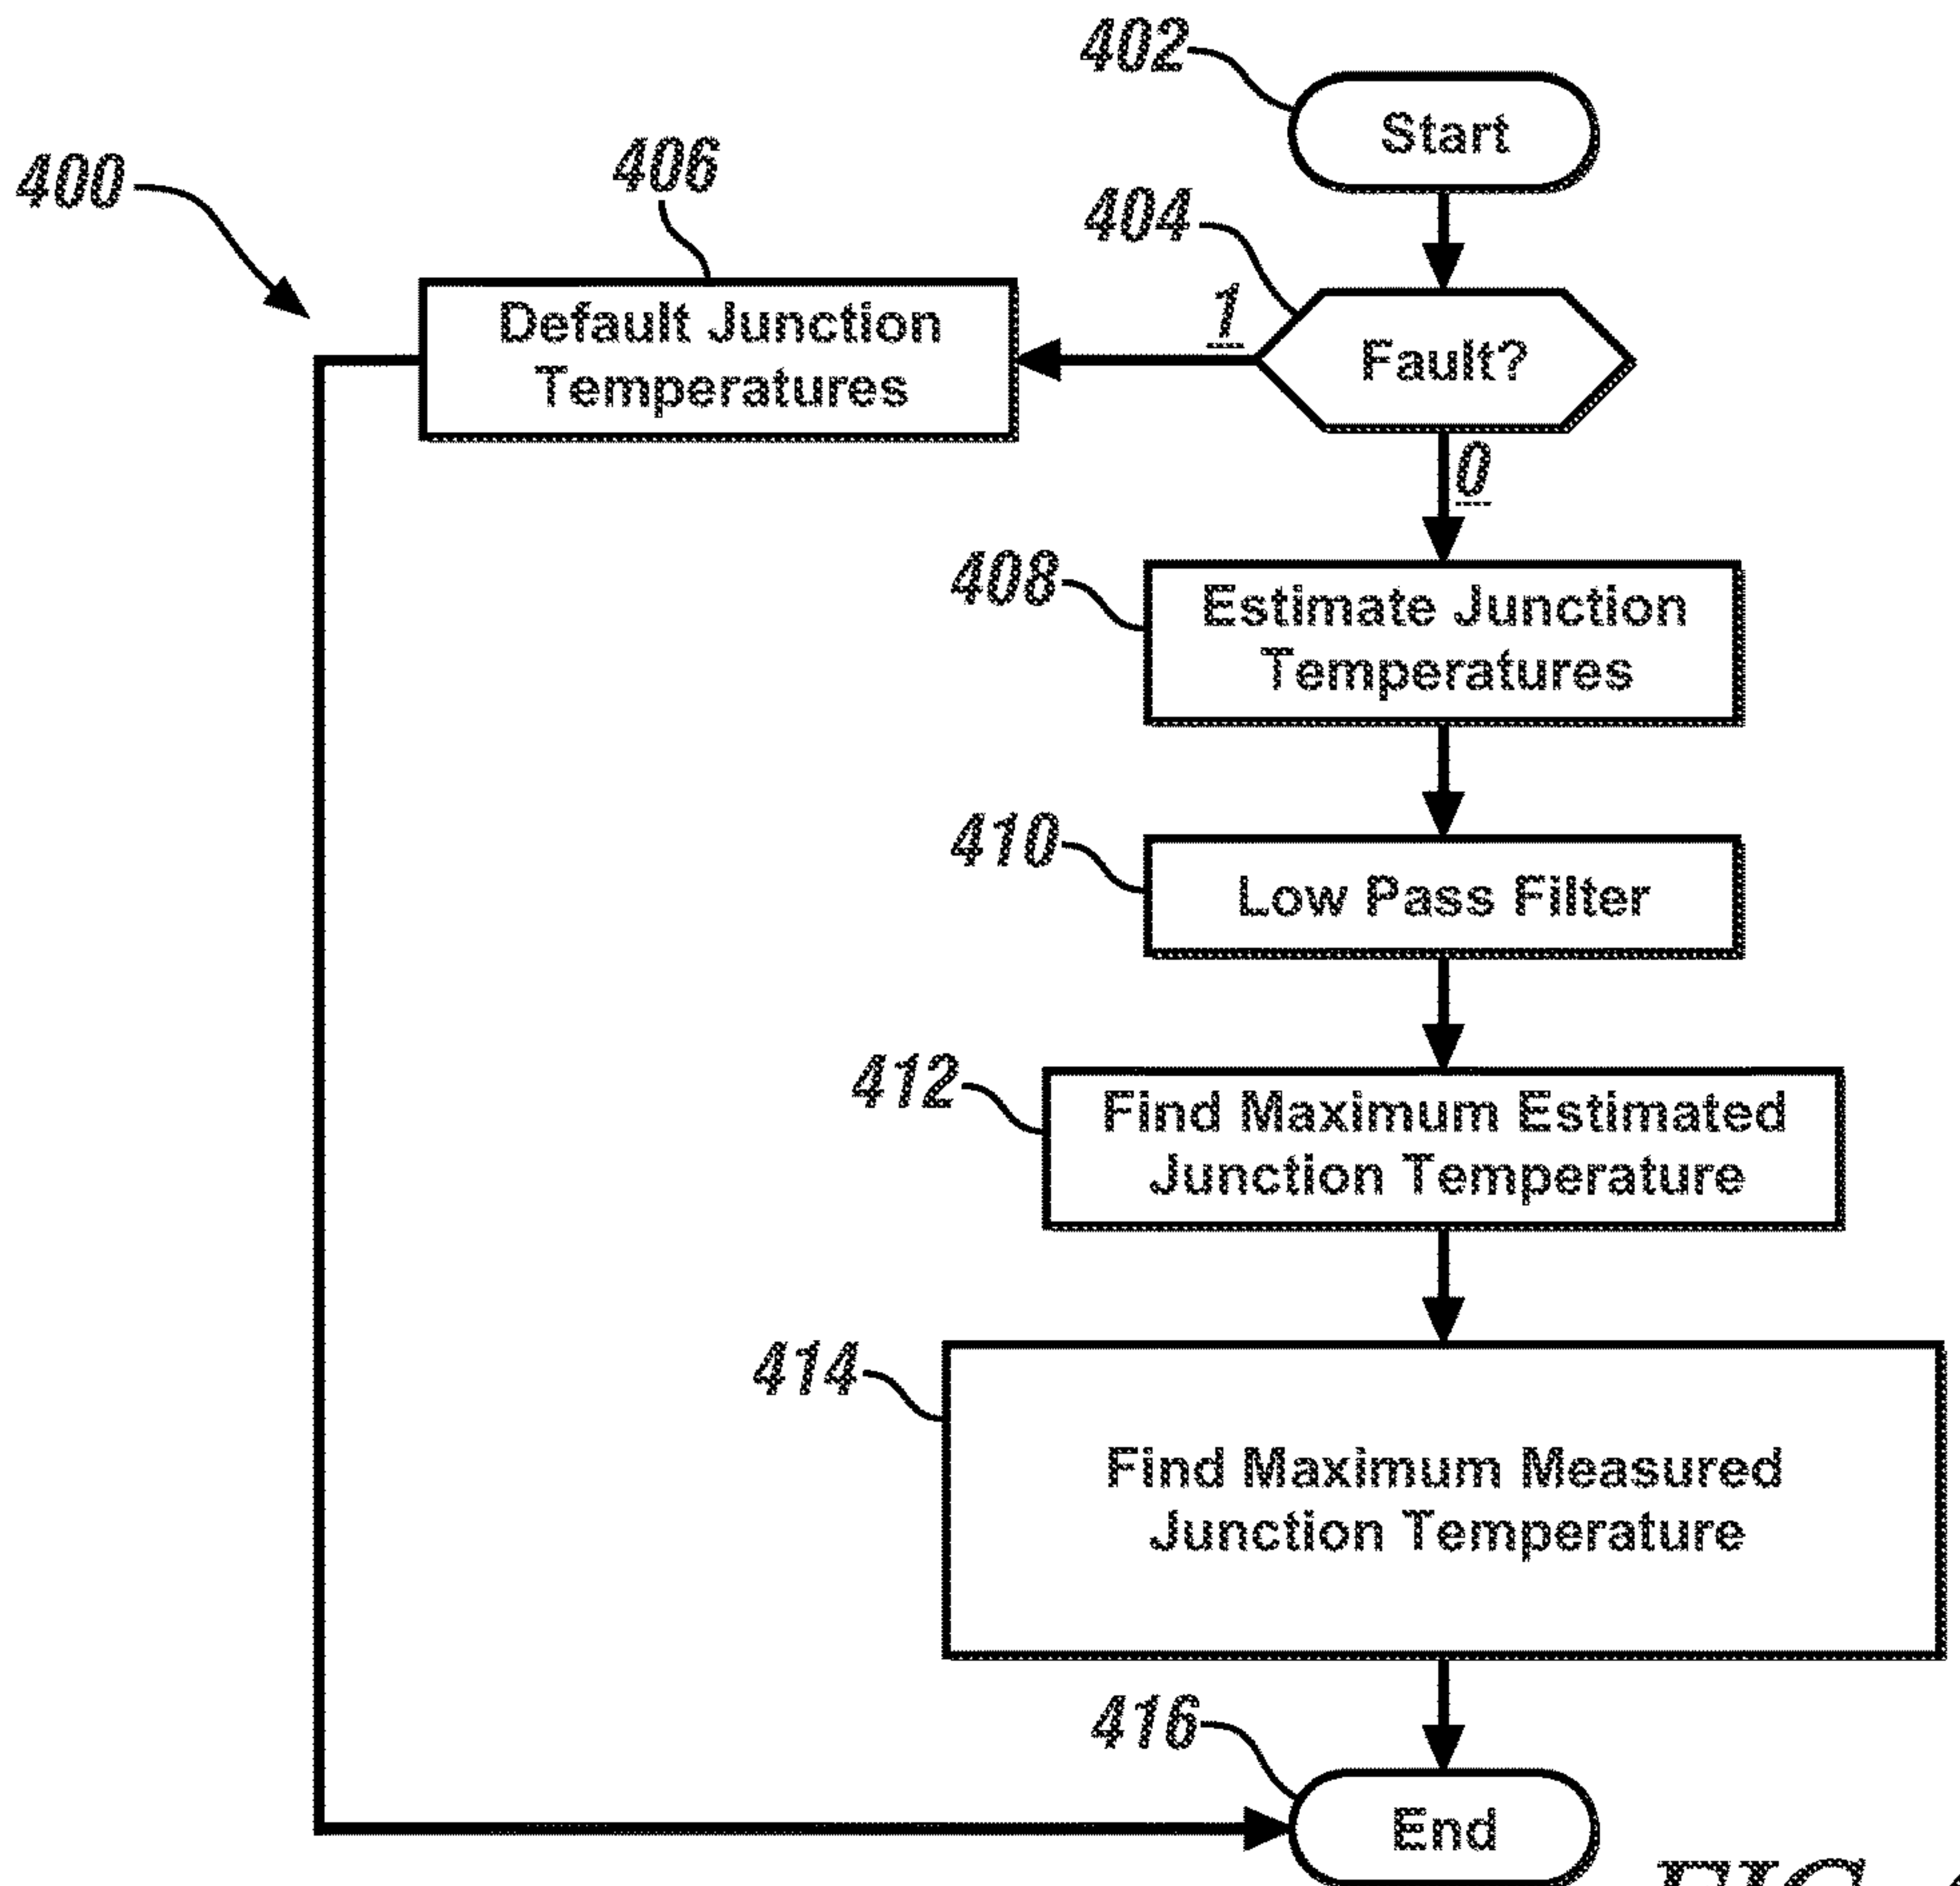 402
Start
400
406
404
Default Junction
Temperatures
1
Fault?
0
408
Estimate Junction
Temperatures
410
Low Pass Filter
412
Find Maximum Estimated
Junction Temperature
414
Find Maximum Measured
Junction Temperature
416
End